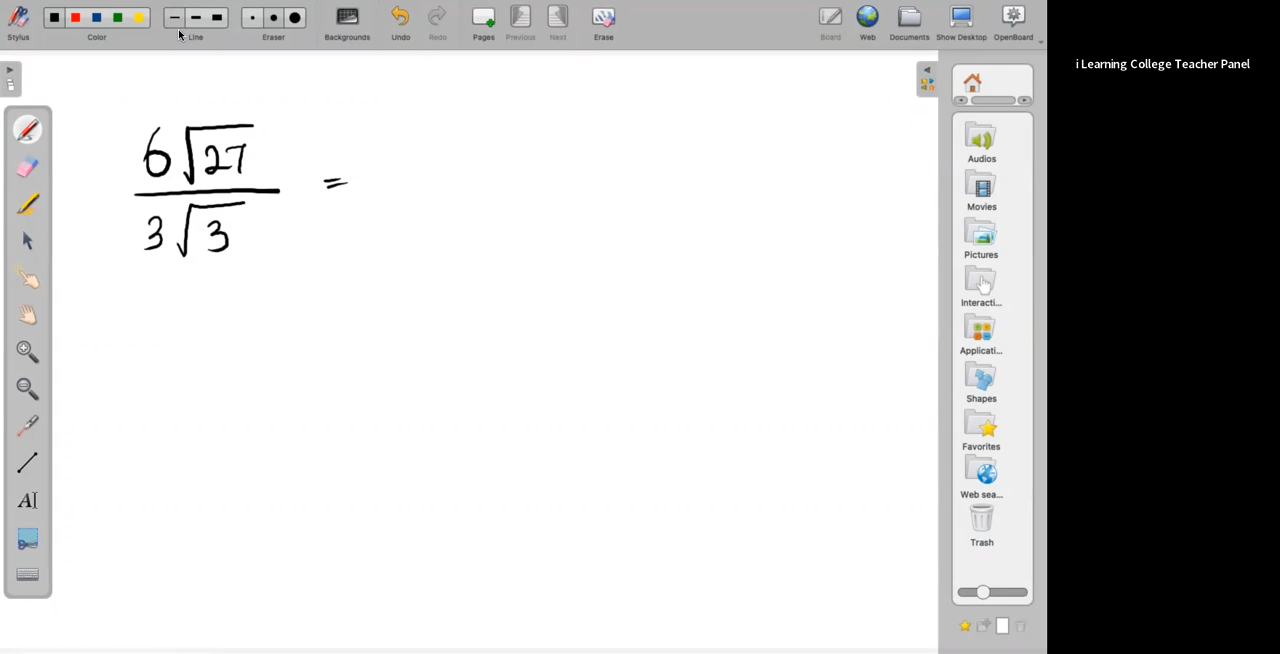 Stylus Color Line Eraser Backgrounds Undo Redo Pages Previous Next Erase Board Web Documents Show Desktop OpenBoard
i Learning College Teacher Panel
6√27
3√3
=
Audios
Movies
Pictures
Interacti...
Applicati...
Shapes
Favorites
Web sea...
Trash
AI